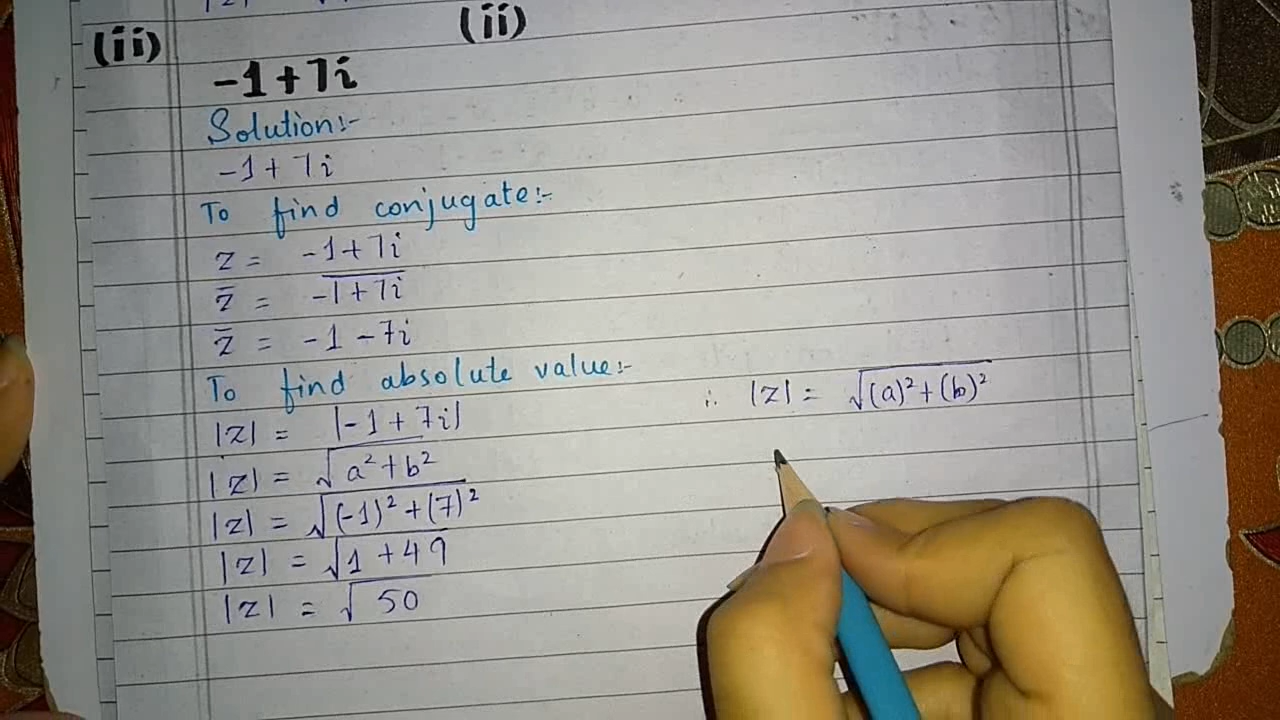 (ii) (ii)
-1+7i
Solution:-
-1+7i
To find conjugate:-
z = -1+7i
z̅ = \overline{-1+7i}
z̅ = -1-7i
To find absolute value:-
|z| = |-1+7i| ∴ |z| = √(a)²+(b)²
|z| = √a²+b²
|z| = √(-1)²+(7)²
|z| = √1+49
|z| = √50